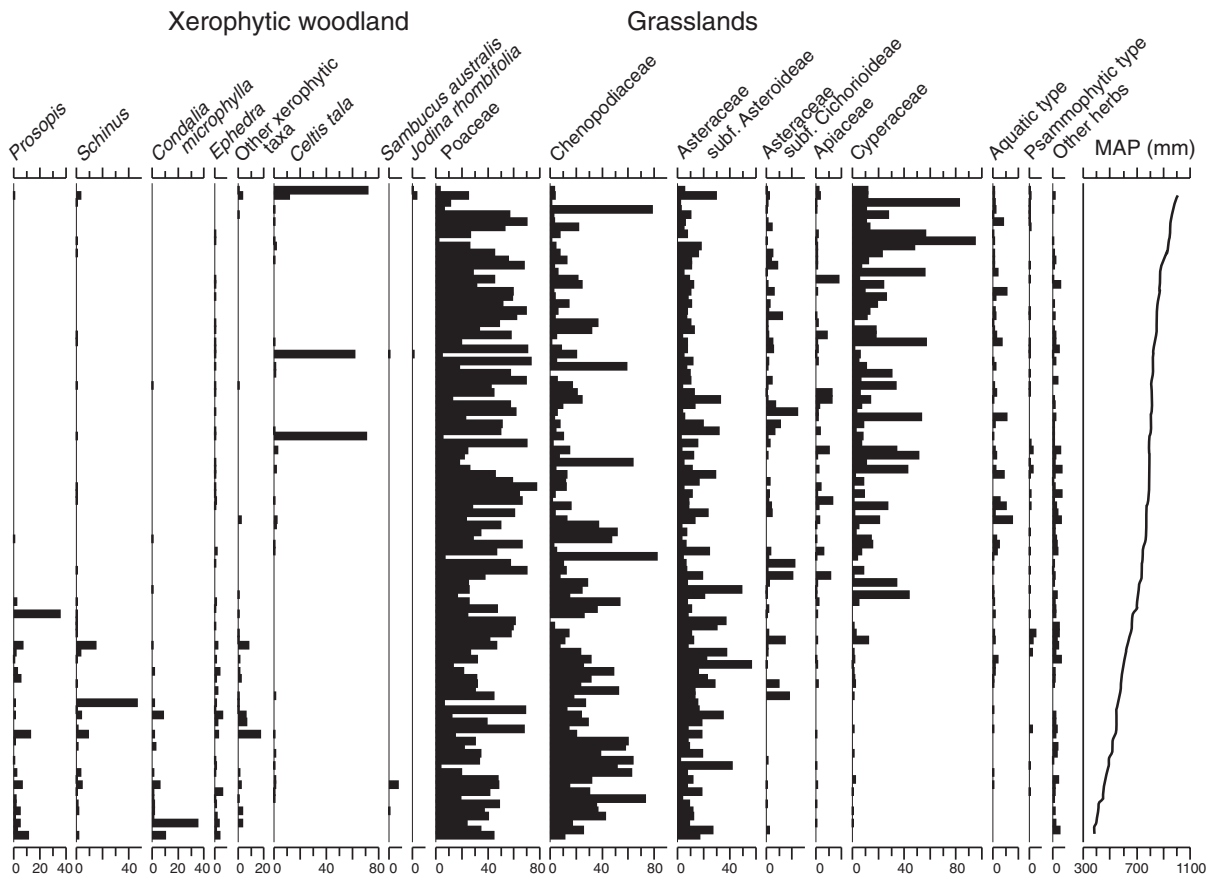 Xerophytic woodland
Grasslands
Prosopis
Schinus
Condalia
microphylla
Ephedra
Other xerophytic
taxa
Celtis tala
Sambucus australis
Jodina rhombifolia
Poaceae
Chenopodiaceae
Asteraceae
subf. Asteroideae
Asteraceae
subf. Cichorioideae
Apiaceae
Cyperaceae
Aquatic type
Psammophytic type
Other herbs
MAP (mm)
0 20 40 0 20 40 0 20 40 0 0 20 0 40 80 0 0 0 40 80 0 40 80 0 40 0 20 0 0 40 80 0 0 0 300 700 1100